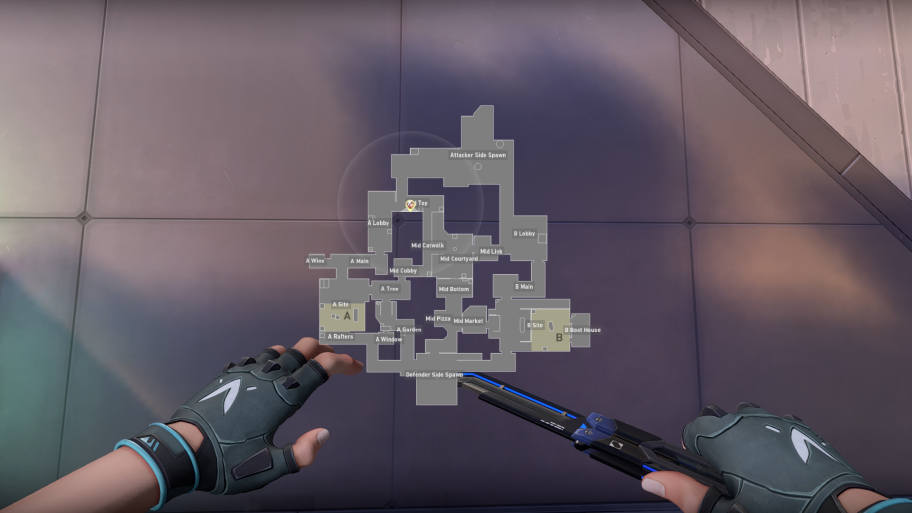 Attacker Side Spawn
Top
A Lobby
B Lobby
Mid Catwalk
Mid Link
A Wine
A Main
Mid Courtyard
Mid Cubby
A Tree
Mid Bottom
B Main
A Site
A
Mid Pizza
Mid Market
B Site
B Boat House
A Garden
A Rafters
A Window
B
Defender Side Spawn